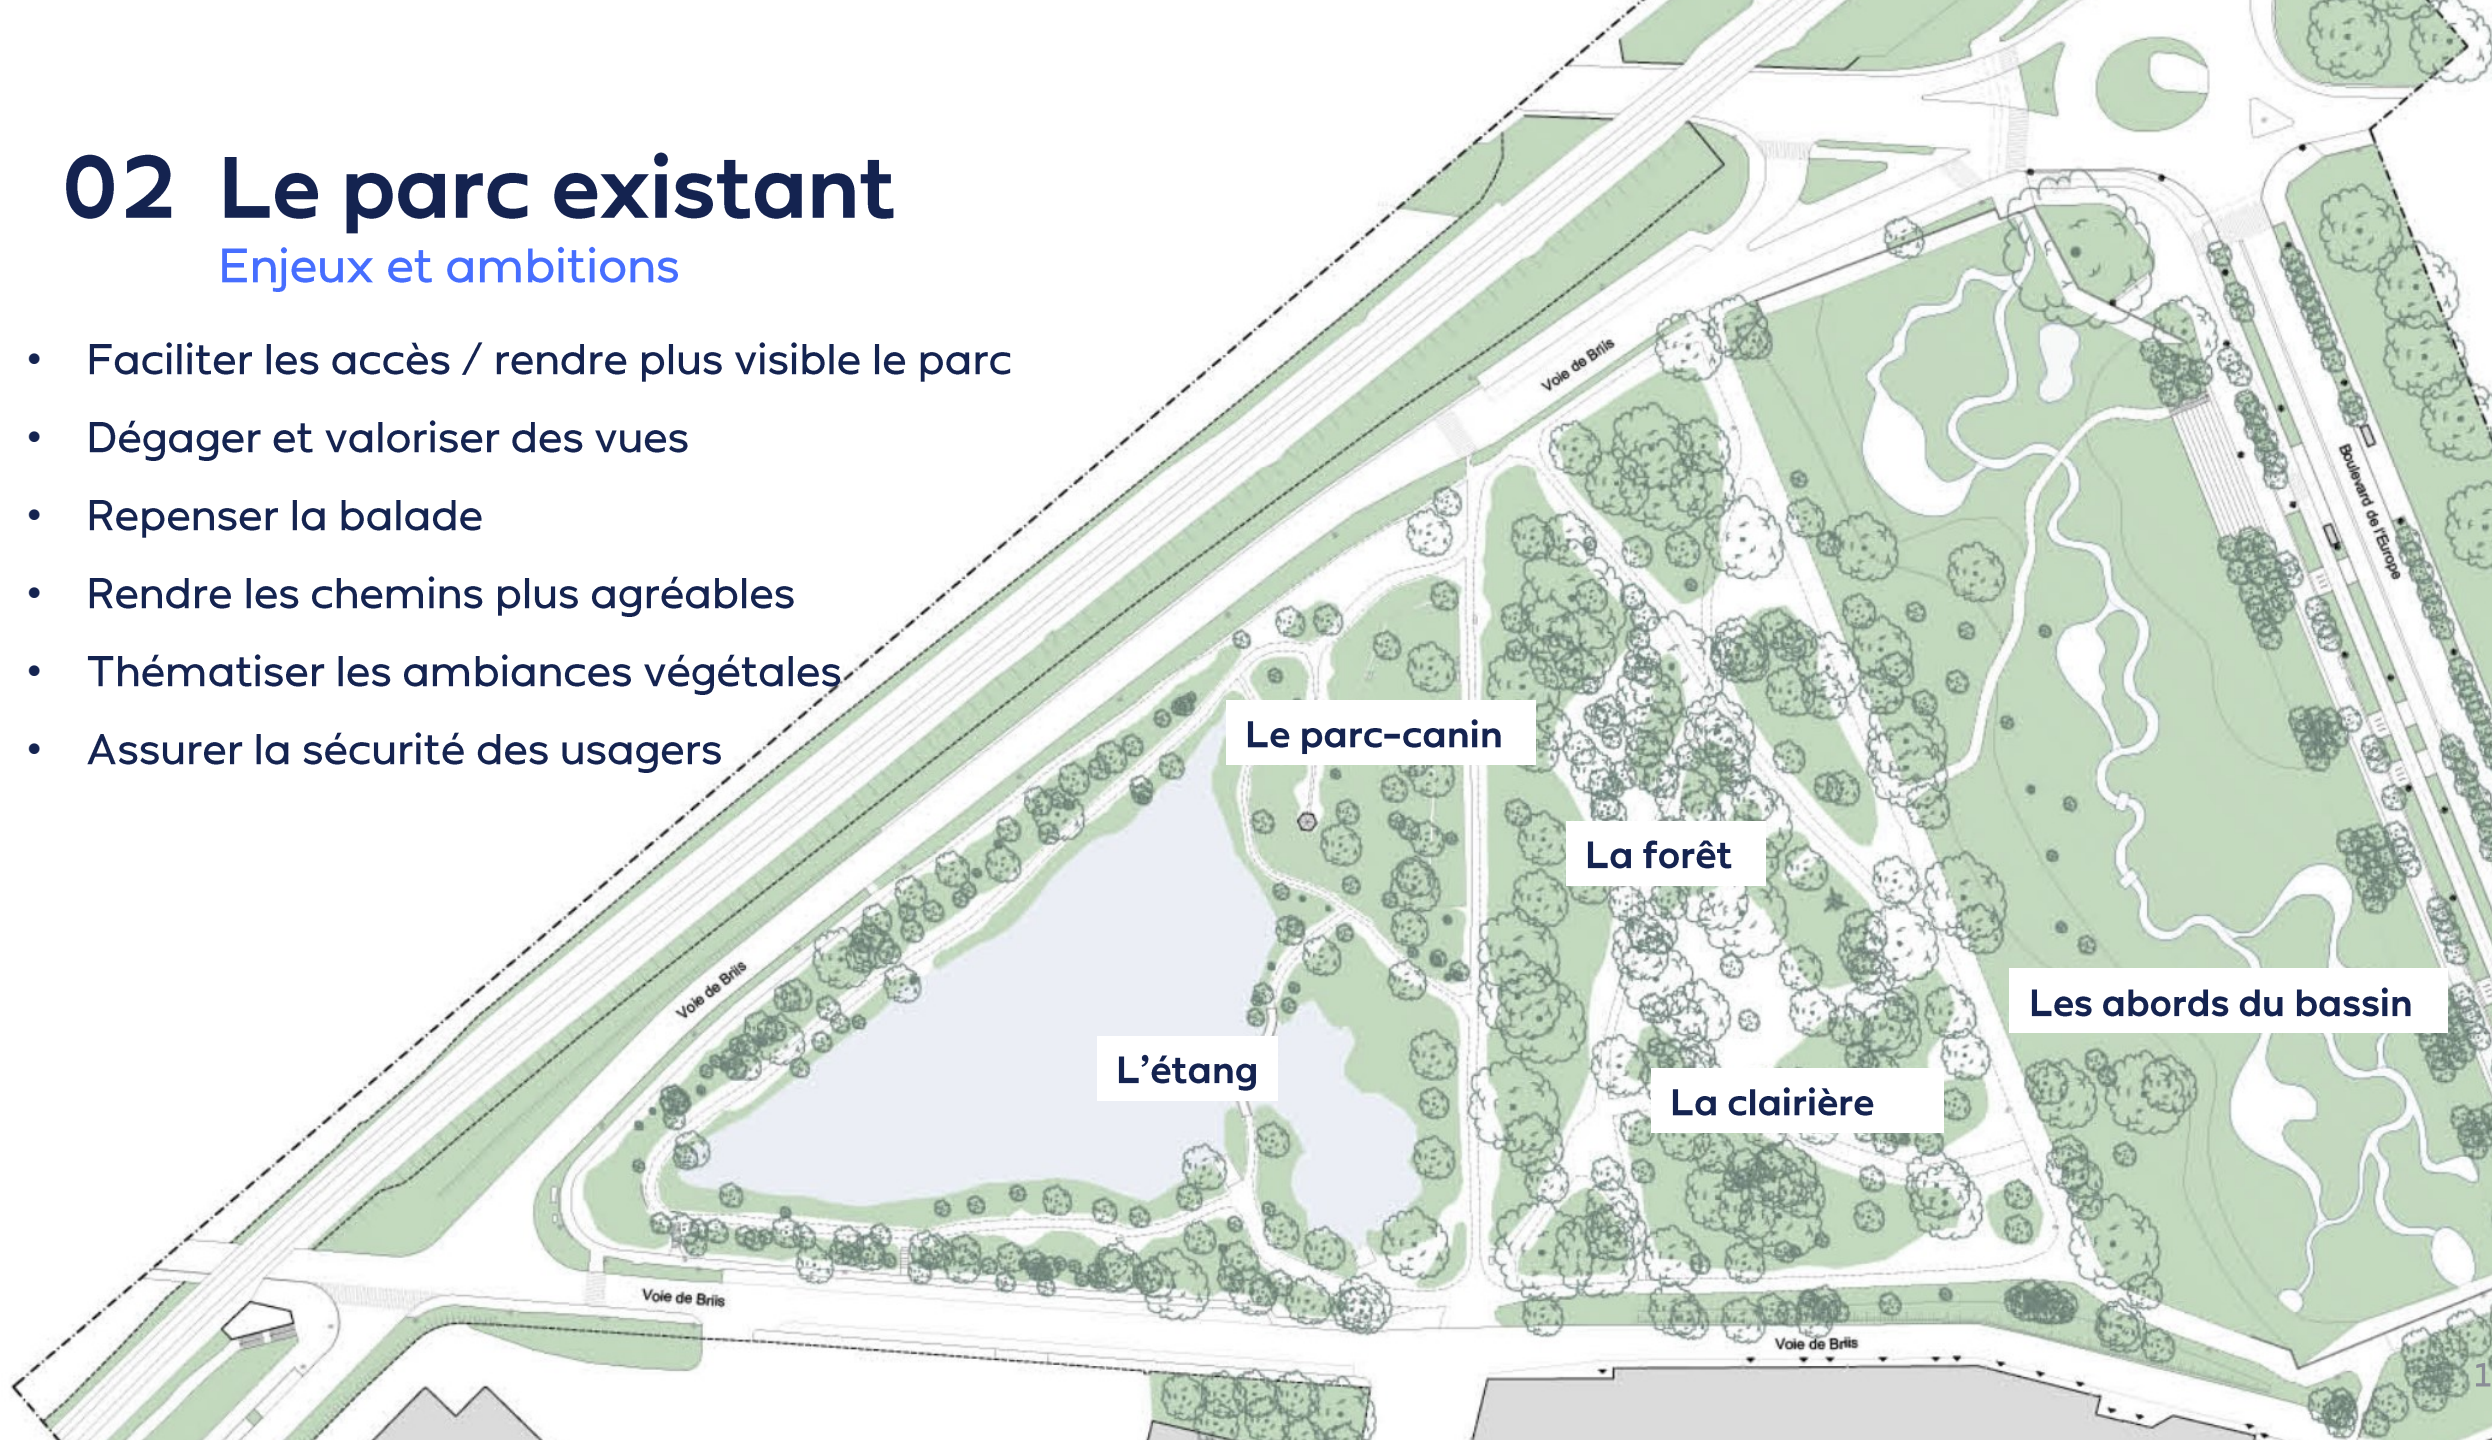 02 Le parc existant
Enjeux et ambitions
• Faciliter les accès / rendre plus visible le parc
• Dégager et valoriser des vues
• Repenser la balade
• Rendre les chemins plus agréables
• Thématiser les ambiances végétales
• Assurer la sécurité des usagers
Voie de Briis
Boulevard de l'Europe
Le parc-canin
La forêt
Voie de Briis
Les abords du bassin
L'étang
La clairière
Voie de Briis
Voie de Briis
1